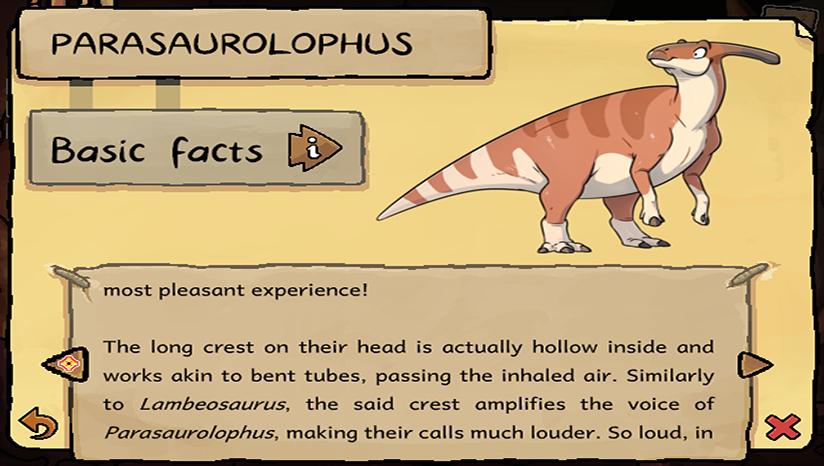 PARASAUROLOPHUS
Basic facts
i
most pleasant experience!
The long crest on their head is actually hollow inside and
works akin to bent tubes, passing the inhaled air. Similarly
to Lambeosaurus, the said crest amplifies the voice of
Parasaurolophus, making their calls much louder. So loud, in